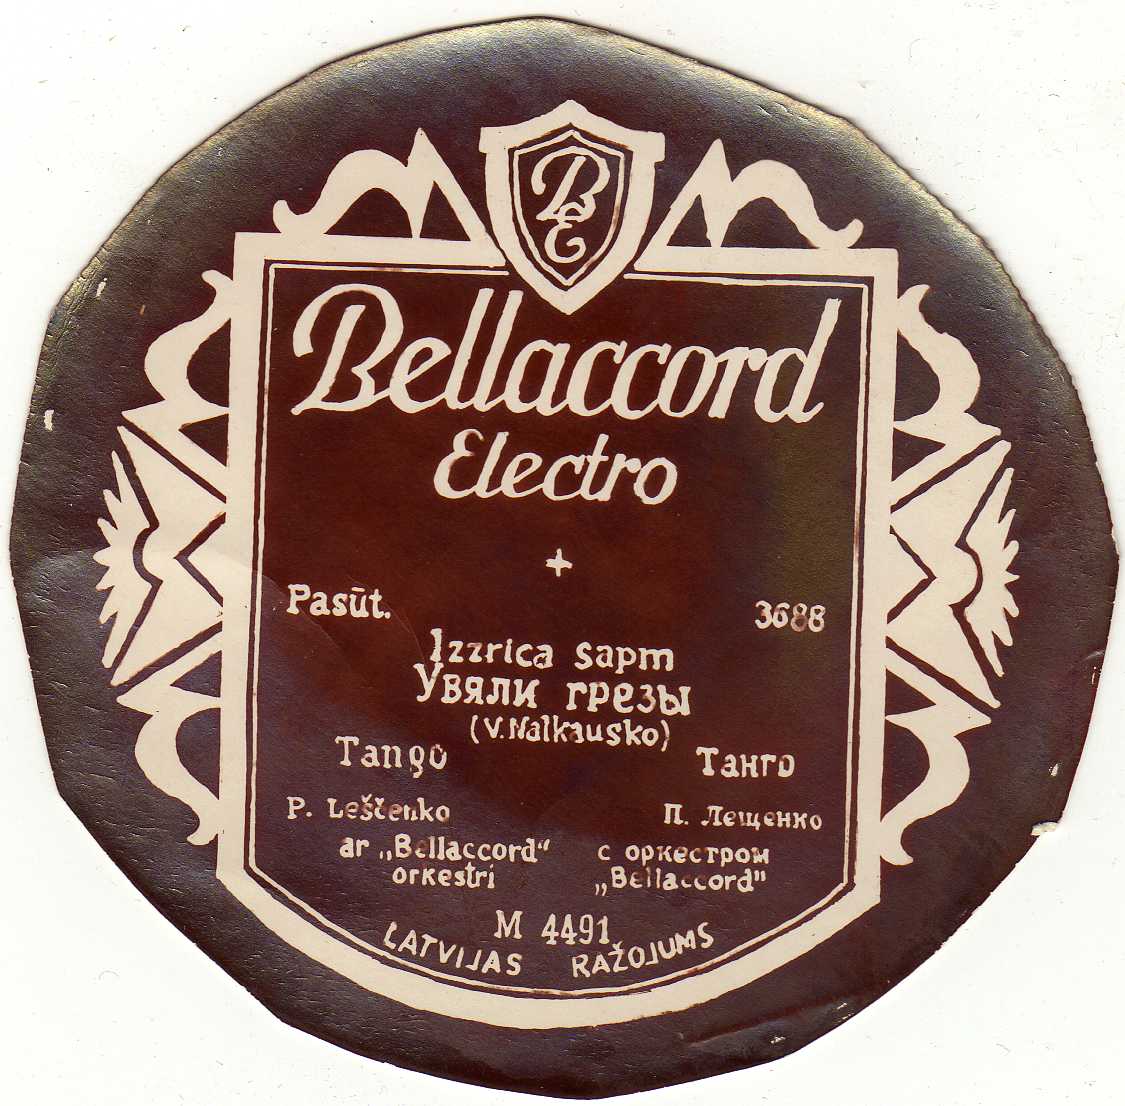 BE
Bellaccord
Electro
Pasūt. 3688
Izzrica sapm
Увяли грезы
(V. Nalkausko)
Tango Танго
P. Leščenko П. Лещенко
ar „Bellaccord“ с оркестром
orkestri „Bellaccord"
M 4491
LATVIJAS RAŽOJUMS